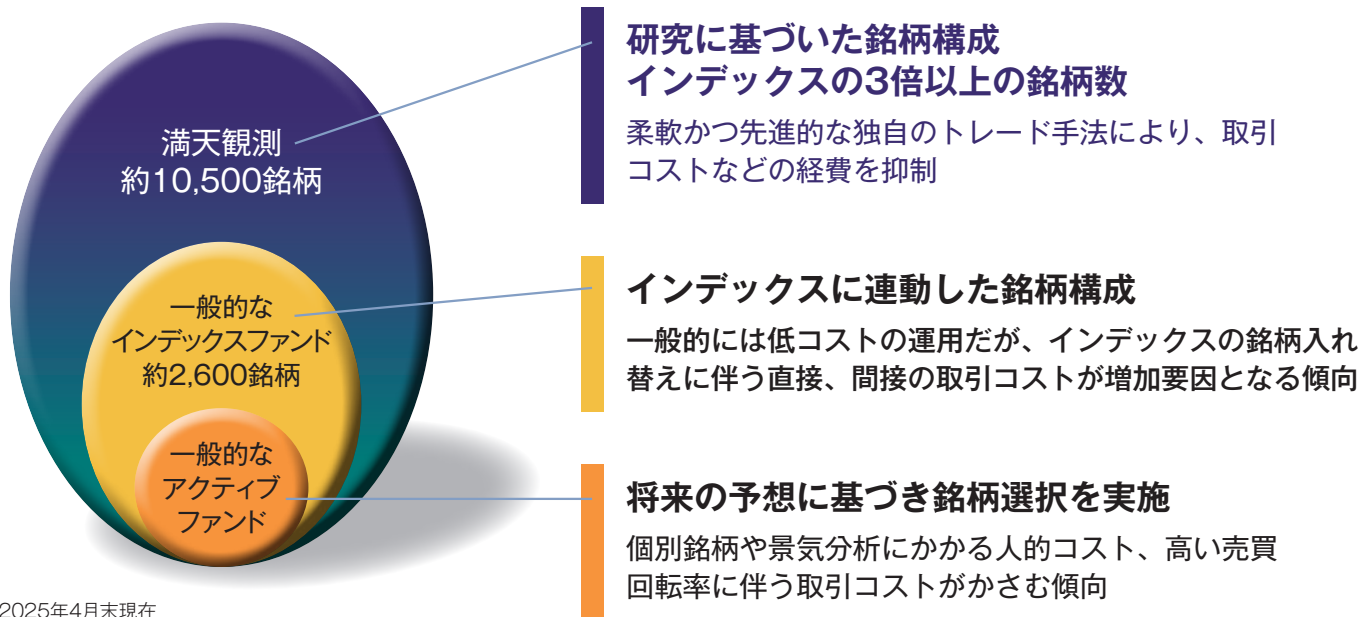 研究に基づいた銘柄構成
インデックスの3倍以上の銘柄数
柔軟かつ先進的な独自のトレード手法により、取引
コストなどの経費を抑制
満天観測
約10,500銘柄
インデックスに連動した銘柄構成
一般的には低コストの運用だが、インデックスの銘柄入れ
替えに伴う直接、間接の取引コストが増加要因となる傾向
一般的な
インデックスファンド
約2,600銘柄
将来の予想に基づき銘柄選択を実施
個別銘柄や景気分析にかかる人的コスト、高い売買
回転率に伴う取引コストがかさむ傾向
一般的な
アクティブ
ファンド
2025年4月末現在